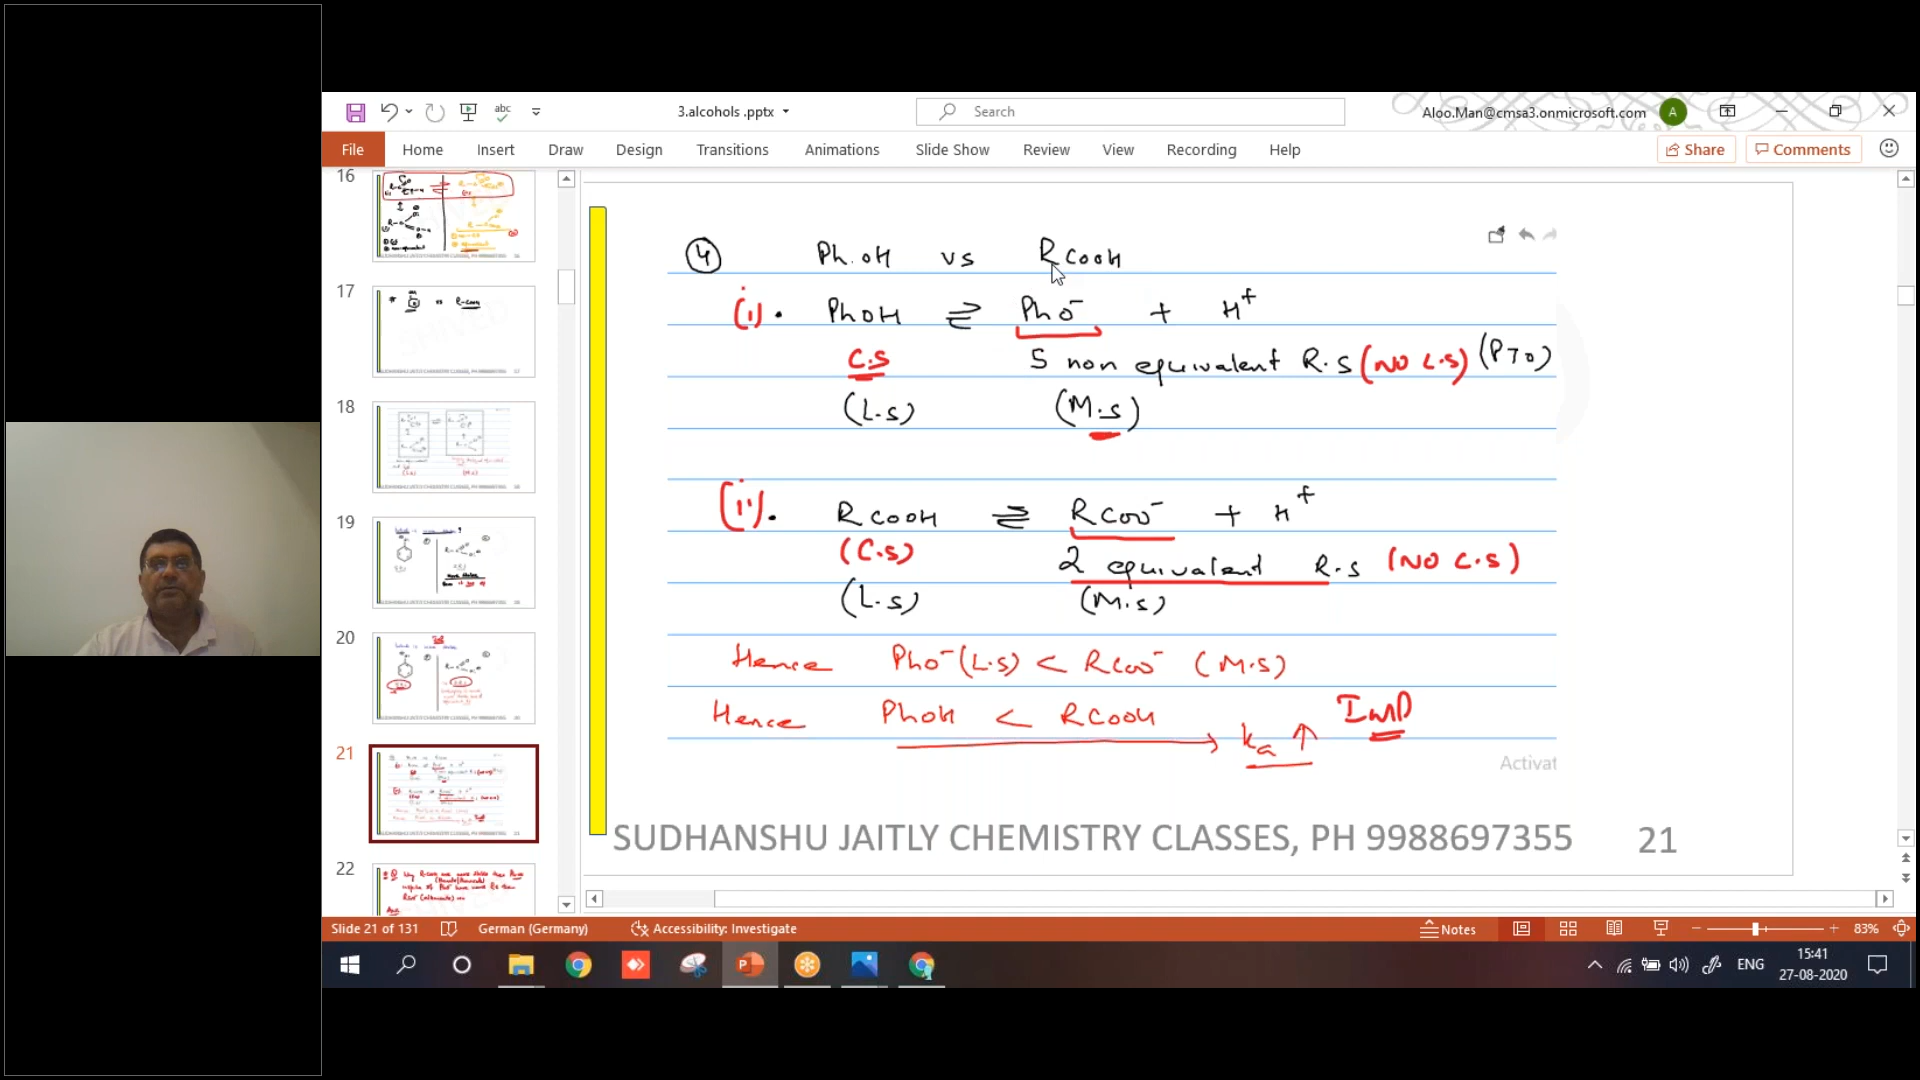 3.alcohols .pptx
Search
Aloo.Man@cmsa3.onmicrosoft.com
A
File Home Insert Draw Design Transitions Animations Slide Show Review View Recording Help
Share Comments
16
17
18
19
20
21
22
④ Ph.OH vs RCOOH
(i). PhOH ⇌ PhO⁻ + H⁺
C.S 5 non equivalent R.S (NO C.S) (PTO)
(L.S) (M.S)
(ii). RCOOH ⇌ RCOO⁻ + H⁺
(C.S) 2 equivalent R.S (NO C.S)
(L.S) (M.S)
Hence PhO⁻(L.S) < RCOO⁻ (M.S)
Hence PhOH < RCOOH ka ↑ Imp
Activat
SUDHANSHU JAITLY CHEMISTRY CLASSES, PH 9988697355 21
Slide 21 of 131 German (Germany) Accessibility: Investigate Notes 83%
ENG
15:41
27-08-2020